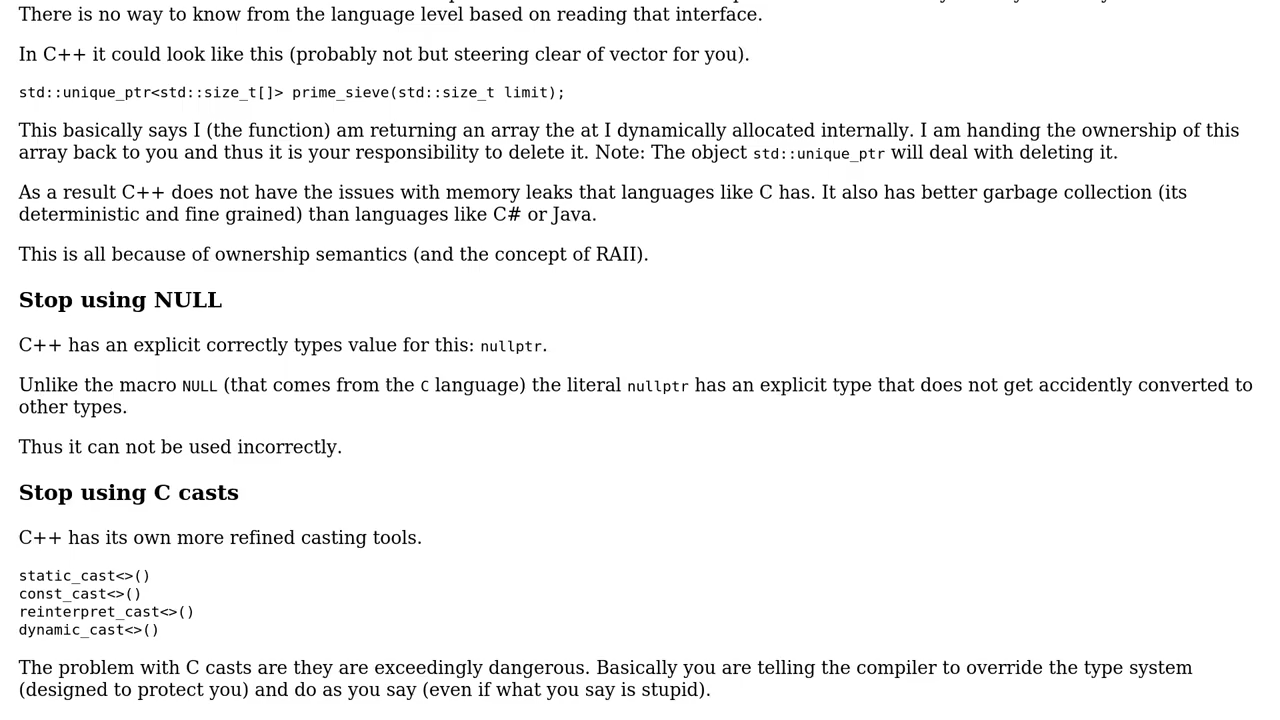 There is no way to know from the language level based on reading that interface.
In C++ it could look like this (probably not but steering clear of vector for you).
std::unique_ptr<std::size_t[]> prime_sieve(std::size_t limit);
This basically says I (the function) am returning an array the at I dynamically allocated internally. I am handing the ownership of this
array back to you and thus it is your responsibility to delete it. Note: The object std::unique_ptr will deal with deleting it.
As a result C++ does not have the issues with memory leaks that languages like C has. It also has better garbage collection (its
deterministic and fine grained) than languages like C# or Java.
This is all because of ownership semantics (and the concept of RAII).
Stop using NULL
C++ has an explicit correctly types value for this: nullptr.
Unlike the macro NULL (that comes from the C language) the literal nullptr has an explicit type that does not get accidently converted to
other types.
Thus it can not be used incorrectly.
Stop using C casts
C++ has its own more refined casting tools.
static_cast<>()
const_cast<>()
reinterpret_cast<>()
dynamic_cast<>()
The problem with C casts are they are exceedingly dangerous. Basically you are telling the compiler to override the type system
(designed to protect you) and do as you say (even if what you say is stupid).